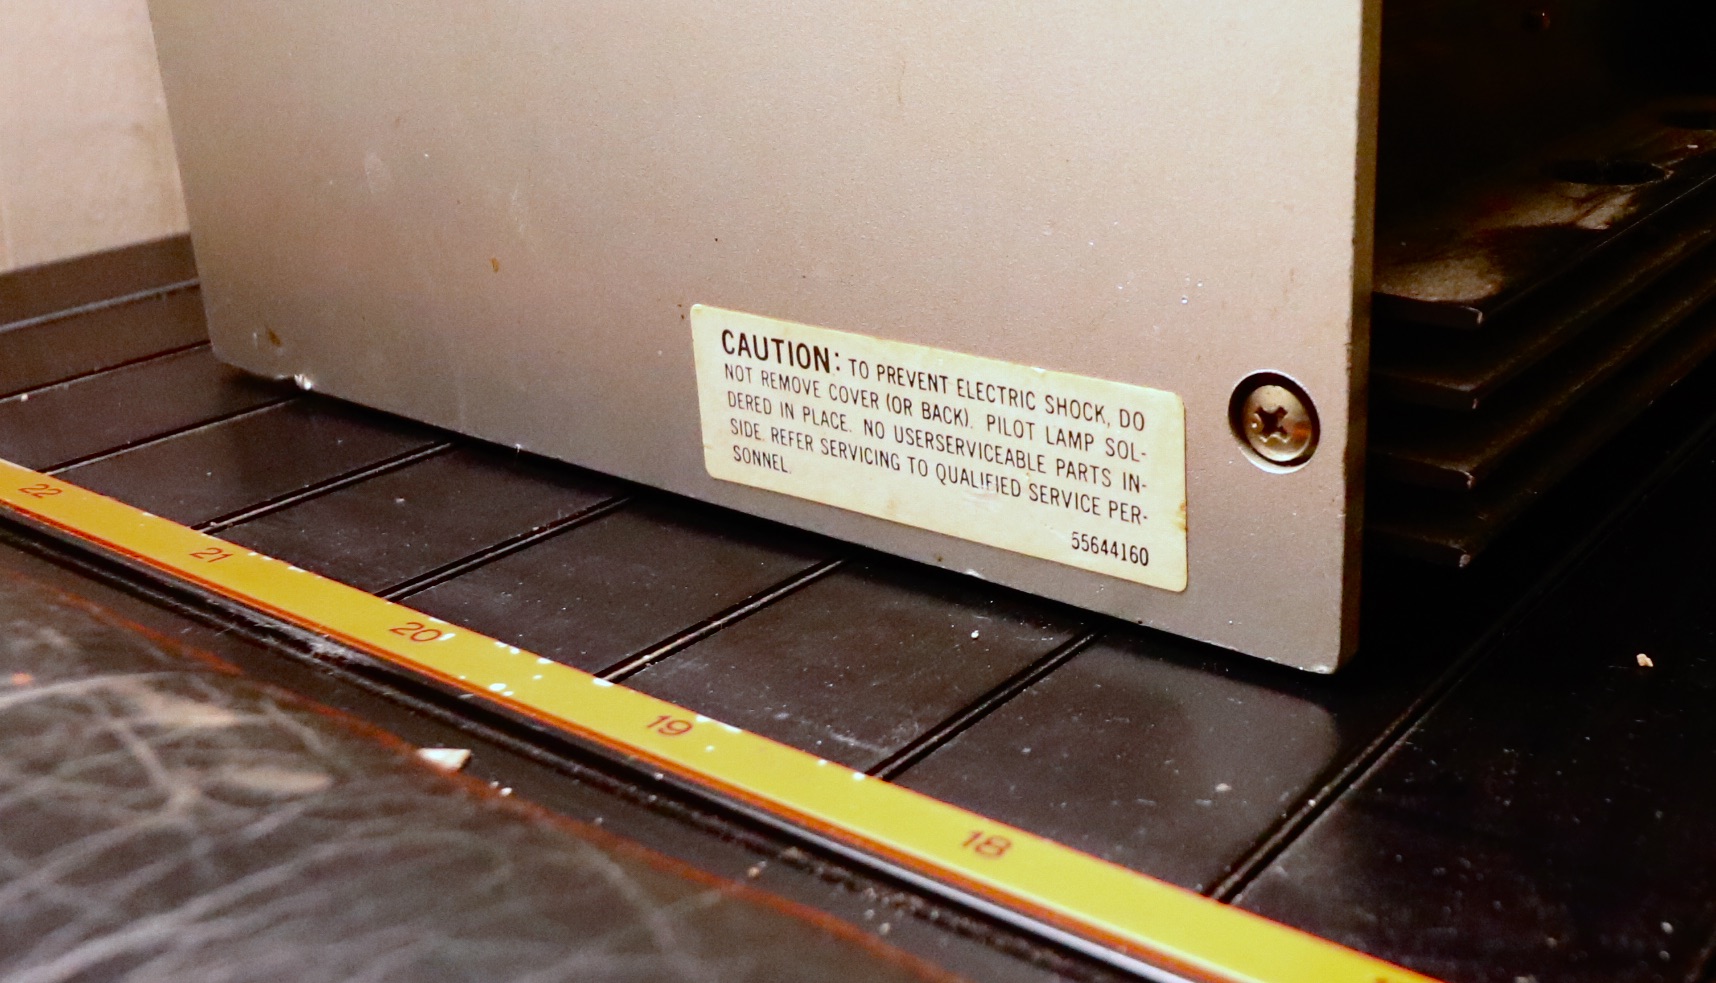 CAUTION: TO PREVENT ELECTRIC SHOCK, DO
NOT REMOVE COVER (OR BACK). PILOT LAMP SOL-
DERED IN PLACE. NO USERSERVICEABLE PARTS IN-
SIDE. REFER SERVICING TO QUALIFIED SERVICE PER-
SONNEL.
55644160
22
21
20
19
18